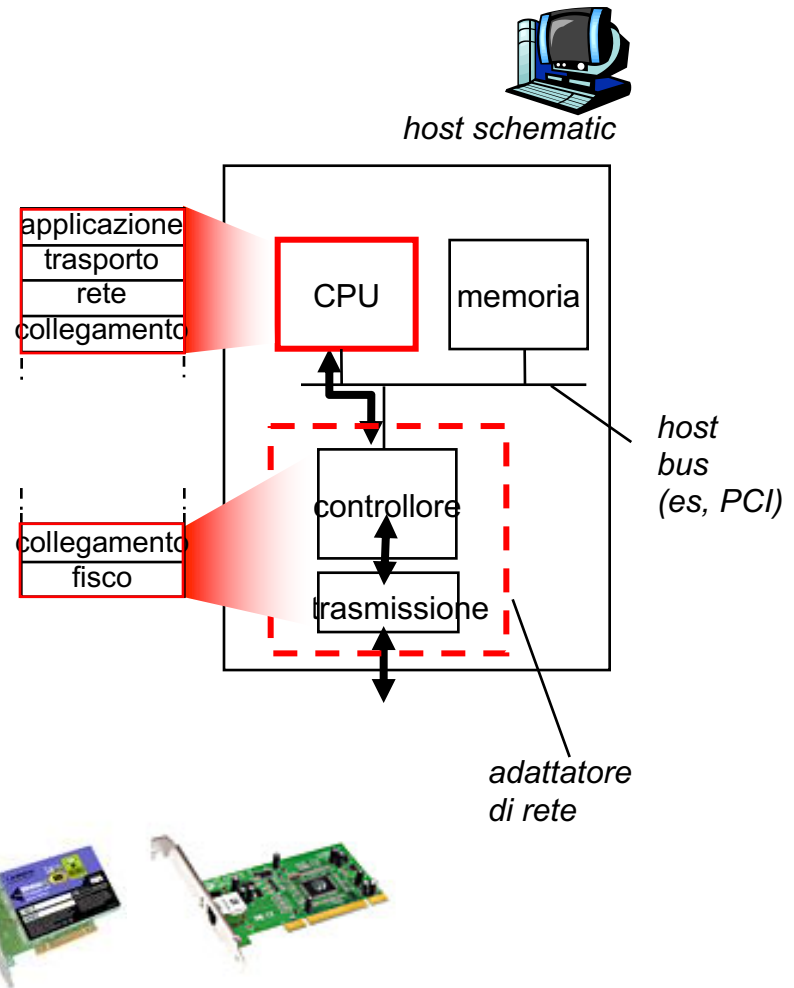 host schematic
applicazione
trasporto
rete
collegamento
CPU
memoria
host
bus
(es, PCI)
controllore
collegamento
fisco
trasmissione
adattatore
di rete